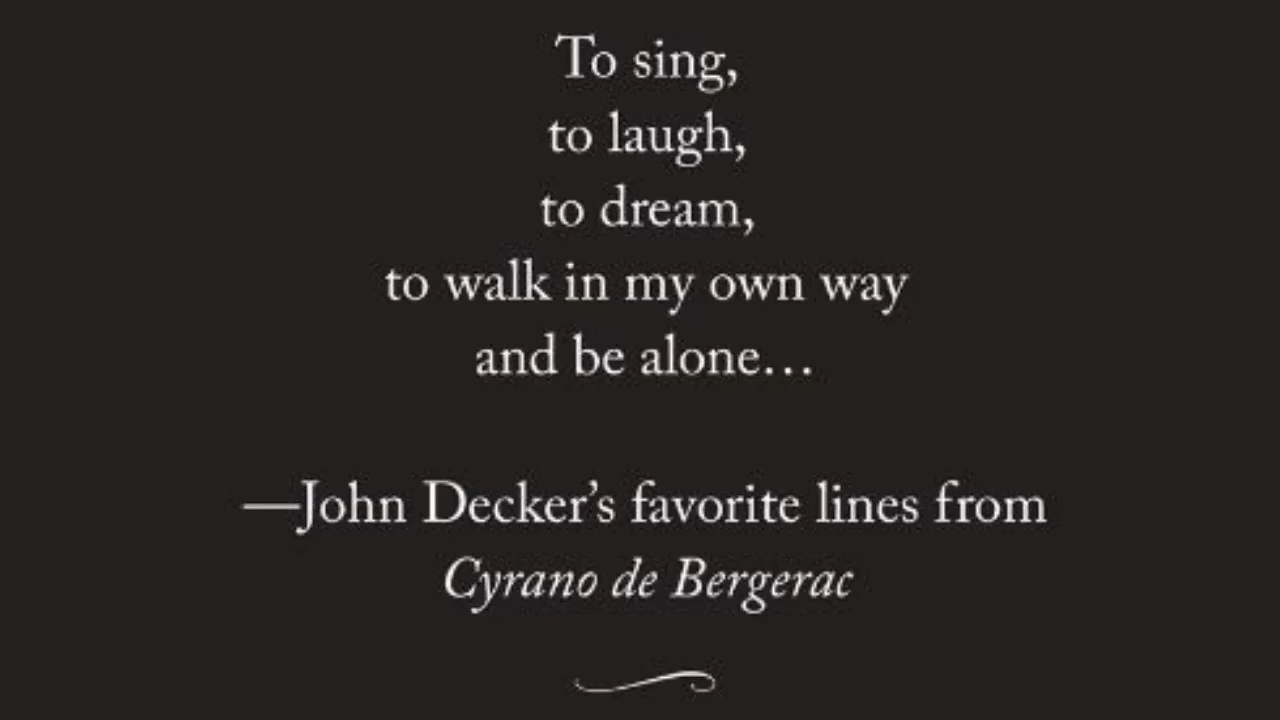 To sing,
to laugh,
to dream,
to walk in my own way
and be alone…
—John Decker’s favorite lines from
Cyrano de Bergerac